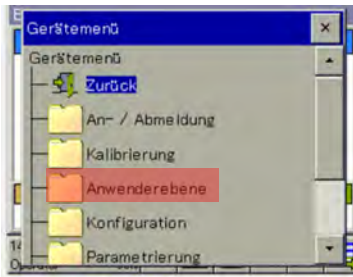 Gerätemenü
Gerätemenü
Zurück
An- / Abmeldung
Kalibrierung
Anwenderebene
Konfiguration
Parametrierung